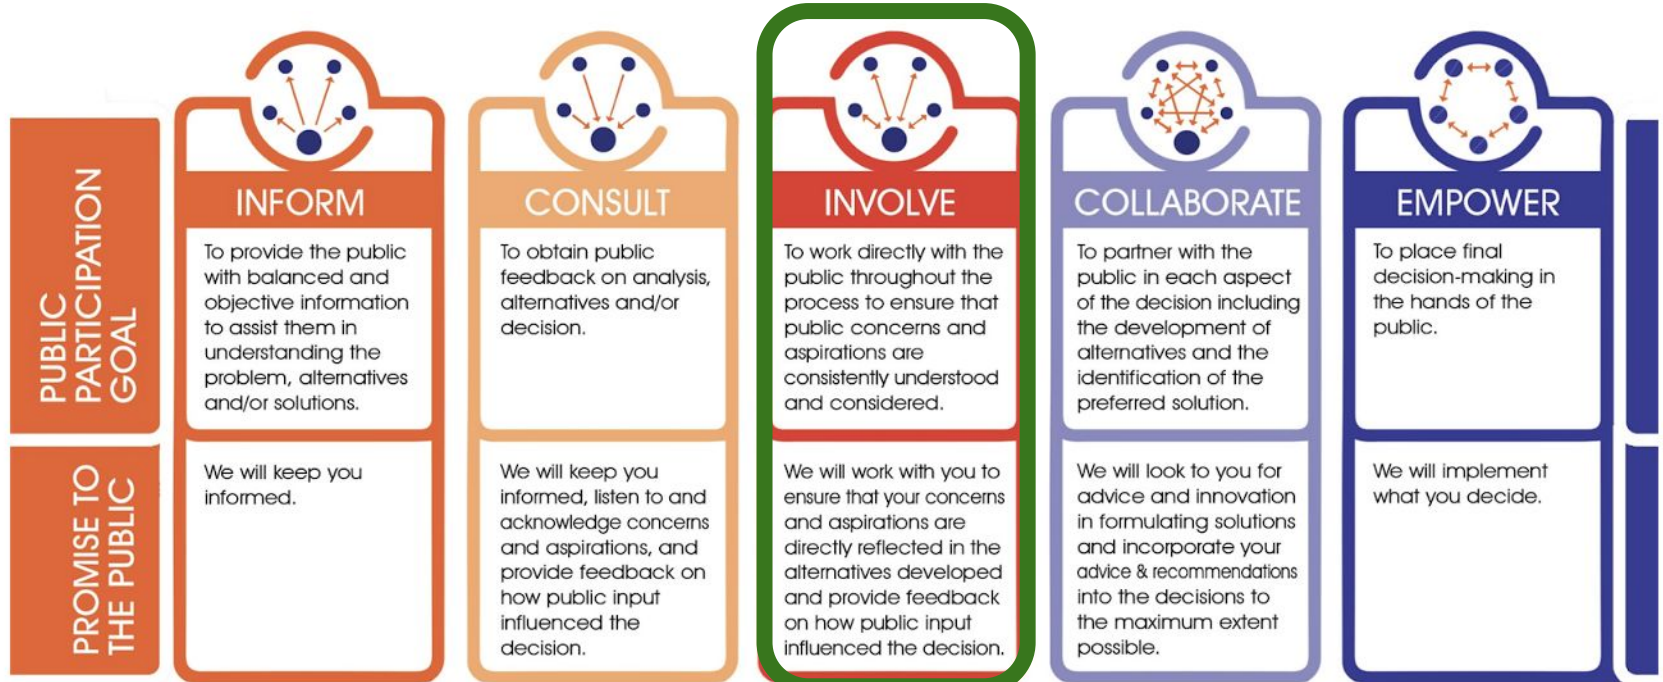 PUBLIC
PARTICIPATION
GOAL
INFORM
To provide the public
with balanced and
objective information
to assist them in
understanding the
problem, alternatives
and/or solutions.
CONSULT
To obtain public
feedback on analysis,
alternatives and/or
decision.
INVOLVE
To work directly with the
public throughout the
process to ensure that
public concerns and
aspirations are
consistently understood
and considered.
COLLABORATE
To partner with the
public in each aspect
of the decision including
the development of
alternatives and the
identification of the
preferred solution.
EMPOWER
To place final
decision-making in
the hands of the
public.
PROMISE TO
THE PUBLIC
We will keep you
informed.
We will keep you
informed, listen to and
acknowledge concerns
and aspirations, and
provide feedback on
how public input
influenced the
decision.
We will work with you to
ensure that your concerns
and aspirations are
directly reflected in the
alternatives developed
and provide feedback
on how public input
influenced the decision.
We will look to you for
advice and innovation
in formulating solutions
and incorporate your
advice & recommendations
into the decisions to
the maximum extent
possible.
We will implement
what you decide.